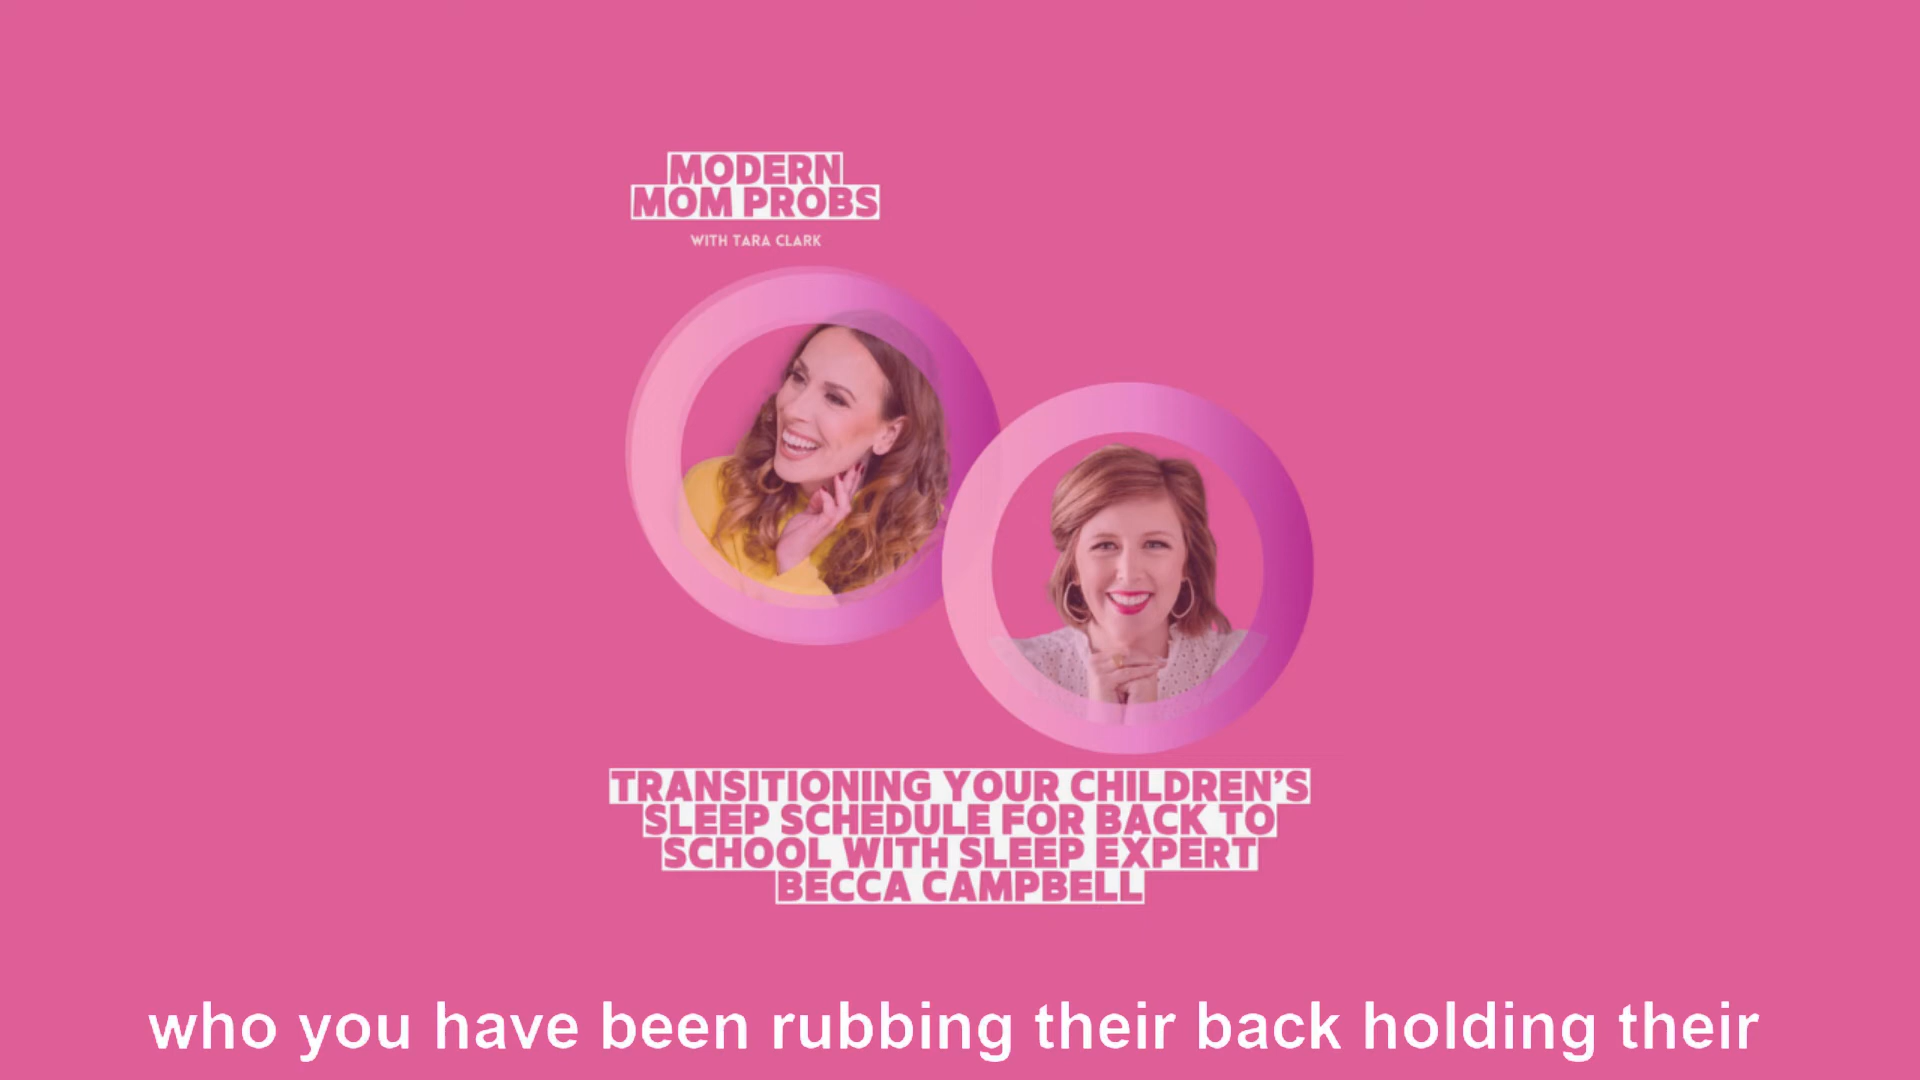 MODERN
MOM PROBS
WITH TARA CLARK
TRANSITIONING YOUR CHILDREN'S
SLEEP SCHEDULE FOR BACK TO
SCHOOL WITH SLEEP EXPERT
BECCA CAMPBELL
who you have been rubbing their back holding their